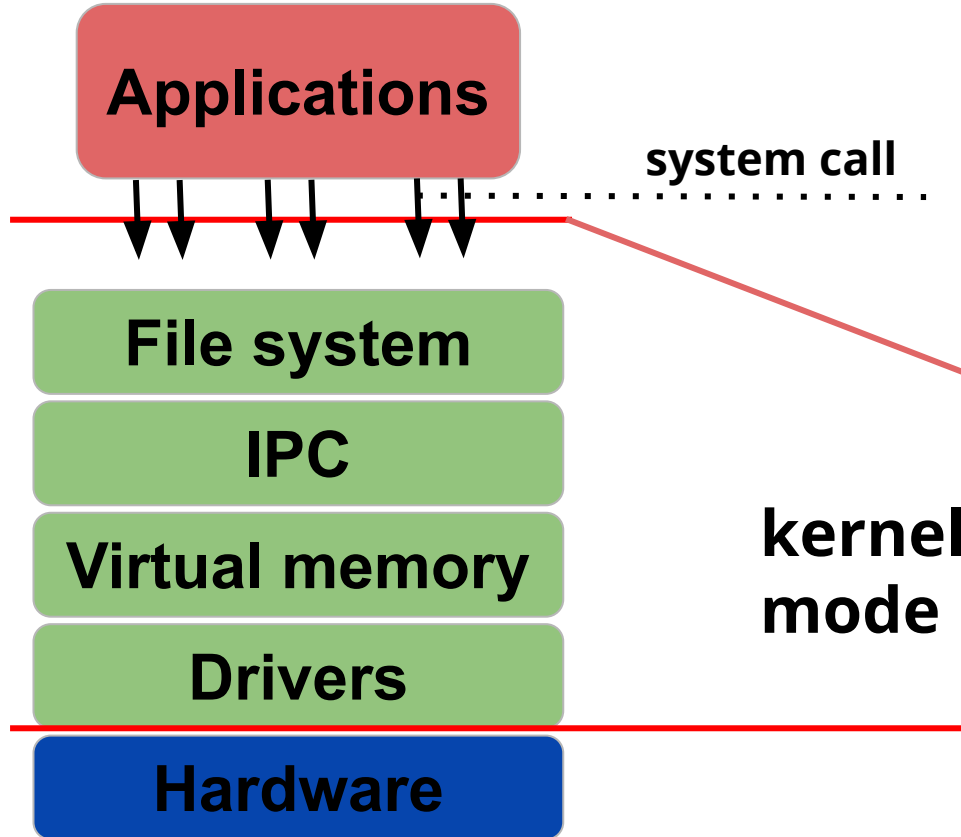 Applications
system call
File system
IPC
Virtual memory
kernel
mode
Drivers
Hardware